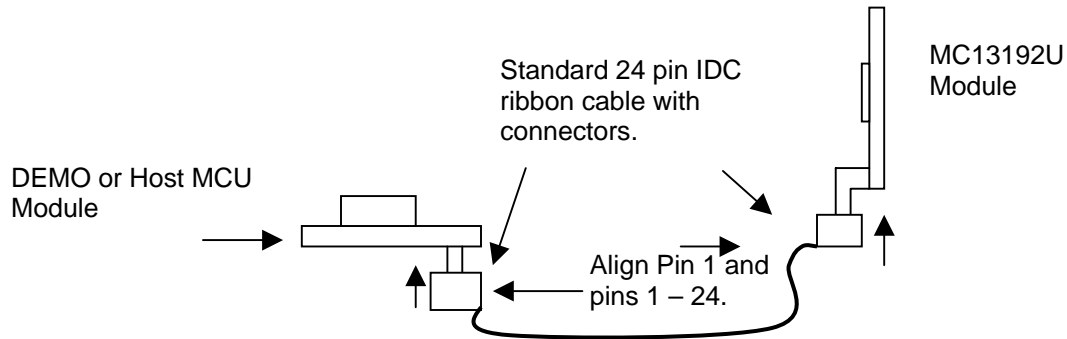 MC13192U
Module
Standard 24 pin IDC
ribbon cable with
connectors.
DEMO or Host MCU
Module
Align Pin 1 and
pins 1 – 24.